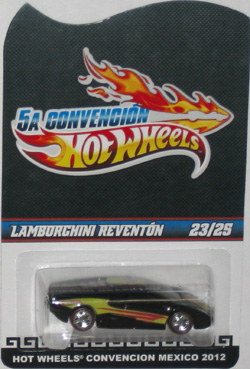 5A CONVENCIÓN
HOT WHEELS
LAMBORGHINI REVENTÓN 23/25
HOT WHEELS® CONVENCION MEXICO 2012